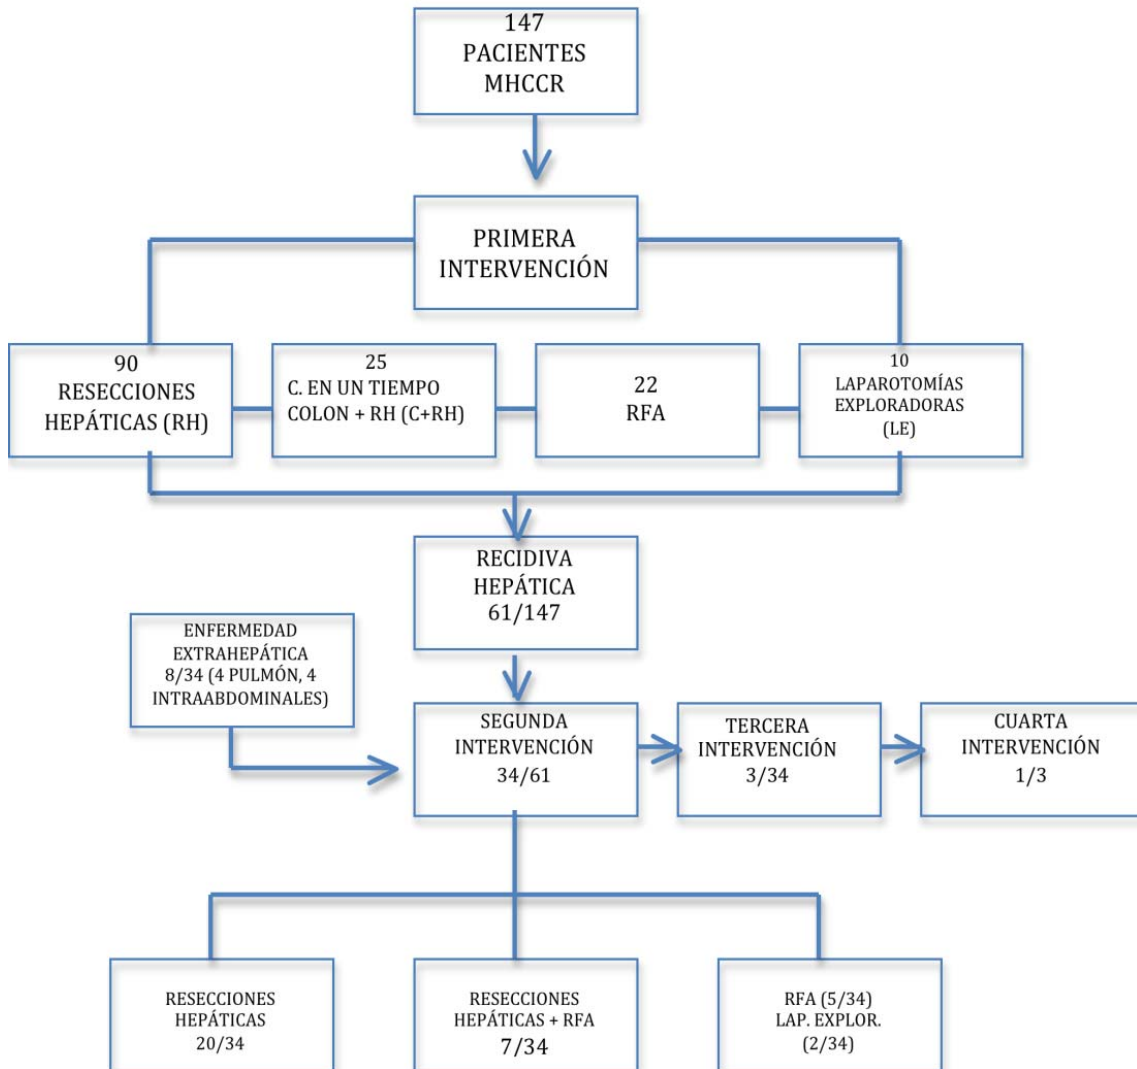 147
PACIENTES
MHCCR
PRIMERA
INTERVENCIÓN
90
RESECCIONES
HEPÁTICAS (RH)
25
C. EN UN TIEMPO
COLON + RH (C+RH)
22
RFA
10
LAPAROTOMÍAS
EXPLORADORAS
(LE)
RECIDIVA
HEPÁTICA
61/147
ENFERMEDAD
EXTRAHEPÁTICA
8/34 (4 PULMÓN, 4
INTRAABDOMINALES)
SEGUNDA
INTERVENCIÓN
34/61
TERCERA
INTERVENCIÓN
3/34
CUARTA
INTERVENCIÓN
1/3
RESECCIONES
HEPÁTICAS
20/34
RESECCIONES
HEPÁTICAS + RFA
7/34
RFA (5/34)
LAP. EXPLOR.
(2/34)